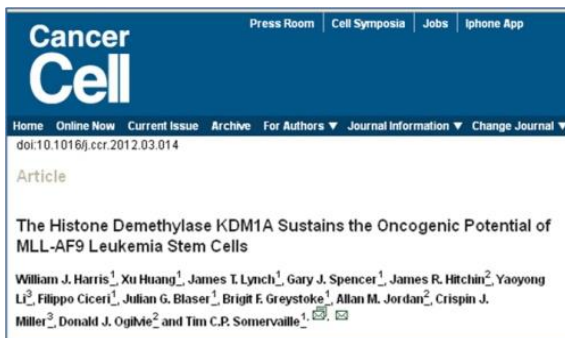 Press Room Cell Symposia Jobs Iphone App
Cancer
Cell
Home Online Now Current Issue Archive For Authors ▼ Journal Information ▼ Change Journal ▼
doi:10.1016/j.ccr.2012.03.014
Article
The Histone Demethylase KDM1A Sustains the Oncogenic Potential of
MLL-AF9 Leukemia Stem Cells
William J. Harris1, Xu Huang1, James T. Lynch1, Gary J. Spencer1, James R. Hitchin2, Yaoyong
Li3, Filippo Ciceri1, Julian G. Blaser1, Brigit F. Greystoke1, Allan M. Jordan2, Crispin J.
Miller3, Donald J. Ogilvie2 and Tim C.P. Somervaille1,